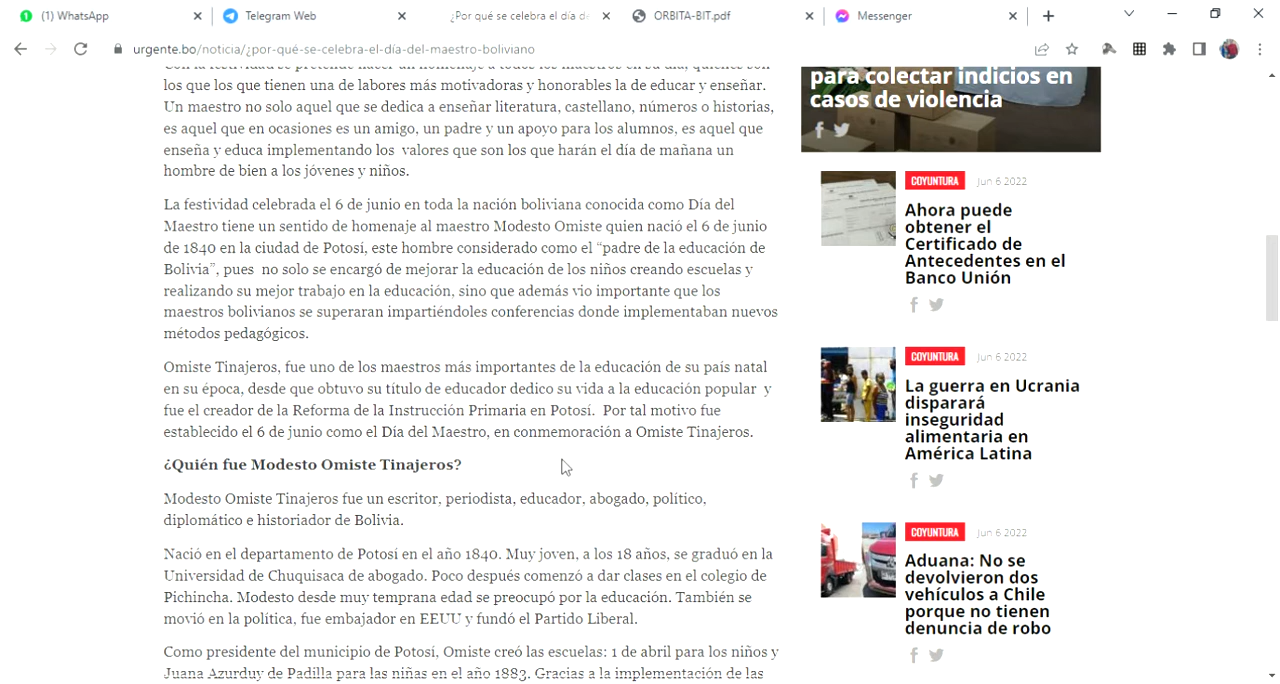 (1) WhatsApp
Telegram Web
¿Por qué se celebra el día de
ORBITA-BIT.pdf
Messenger
urgente.bo/noticia/¿por-qué-se-celebra-el-día-del-maestro-boliviano
Con la festividad se pretende hacer un homenaje a todos los maestros en su día, quienes son
los que los que tienen una de labores más motivadoras y honorables la de educar y enseñar.
Un maestro no solo aquel que se dedica a enseñar literatura, castellano, números o historias,
es aquel que en ocasiones es un amigo, un padre y un apoyo para los alumnos, es aquel que
enseña y educa implementando los valores que son los que harán el día de mañana un
hombre de bien a los jóvenes y niños.
La festividad celebrada el 6 de junio en toda la nación boliviana conocida como Día del
Maestro tiene un sentido de homenaje al maestro Modesto Omiste quien nació el 6 de junio
de 1840 en la ciudad de Potosí, este hombre considerado como el “padre de la educación de
Bolivia”, pues no solo se encargó de mejorar la educación de los niños creando escuelas y
realizando su mejor trabajo en la educación, sino que además vio importante que los
maestros bolivianos se superaran impartiéndoles conferencias donde implementaban nuevos
métodos pedagógicos.
Omiste Tinajeros, fue uno de los maestros más importantes de la educación de su país natal
en su época, desde que obtuvo su título de educador dedico su vida a la educación popular y
fue el creador de la Reforma de la Instrucción Primaria en Potosí. Por tal motivo fue
establecido el 6 de junio como el Día del Maestro, en conmemoración a Omiste Tinajeros.
¿Quién fue Modesto Omiste Tinajeros?
Modesto Omiste Tinajeros fue un escritor, periodista, educador, abogado, político,
diplomático e historiador de Bolivia.
Nació en el departamento de Potosí en el año 1840. Muy joven, a los 18 años, se graduó en la
Universidad de Chuquisaca de abogado. Poco después comenzó a dar clases en el colegio de
Pichincha. Modesto desde muy temprana edad se preocupó por la educación. También se
movió en la política, fue embajador en EEUU y fundó el Partido Liberal.
Como presidente del municipio de Potosí, Omiste creó las escuelas: 1 de abril para los niños y
Juana Azurduy de Padilla para las niñas en el año 1883. Gracias a la implementación de las
para colectar indicios en
casos de violencia
COYUNTURA Jun 6 2022
Ahora puede
obtener el
Certificado de
Antecedentes en el
Banco Unión
COYUNTURA Jun 6 2022
La guerra en Ucrania
disparará
inseguridad
alimentaria en
América Latina
COYUNTURA Jun 6 2022
Aduana: No se
devolvieron dos
vehículos a Chile
porque no tienen
denuncia de robo